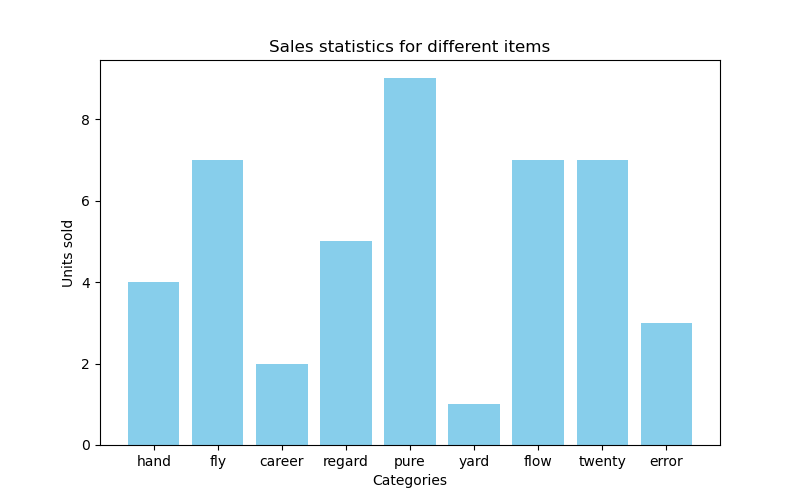 Sales statistics for different items
Units sold
8
6
4
2
0
hand fly career regard pure yard flow twenty error
Categories